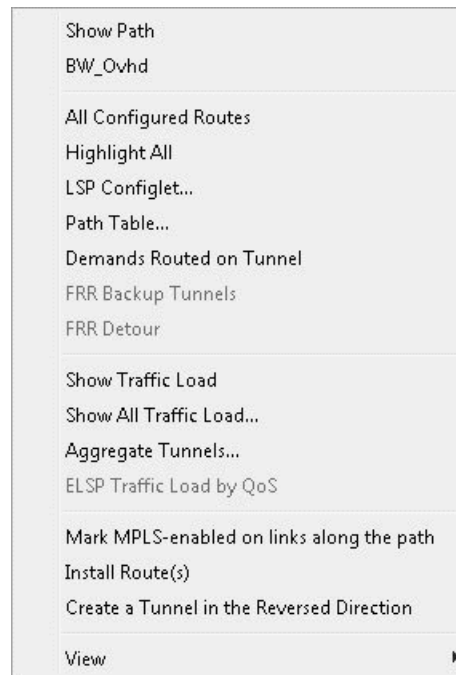 Show Path
BW_Ovhd
All Configured Routes
Highlight All
LSP Configlet...
Path Table...
Demands Routed on Tunnel
FRR Backup Tunnels
FRR Detour
Show Traffic Load
Show All Traffic Load...
Aggregate Tunnels...
ELSP Traffic Load by QoS
Mark MPLS-enabled on links along the path
Install Route(s)
Create a Tunnel in the Reversed Direction
View